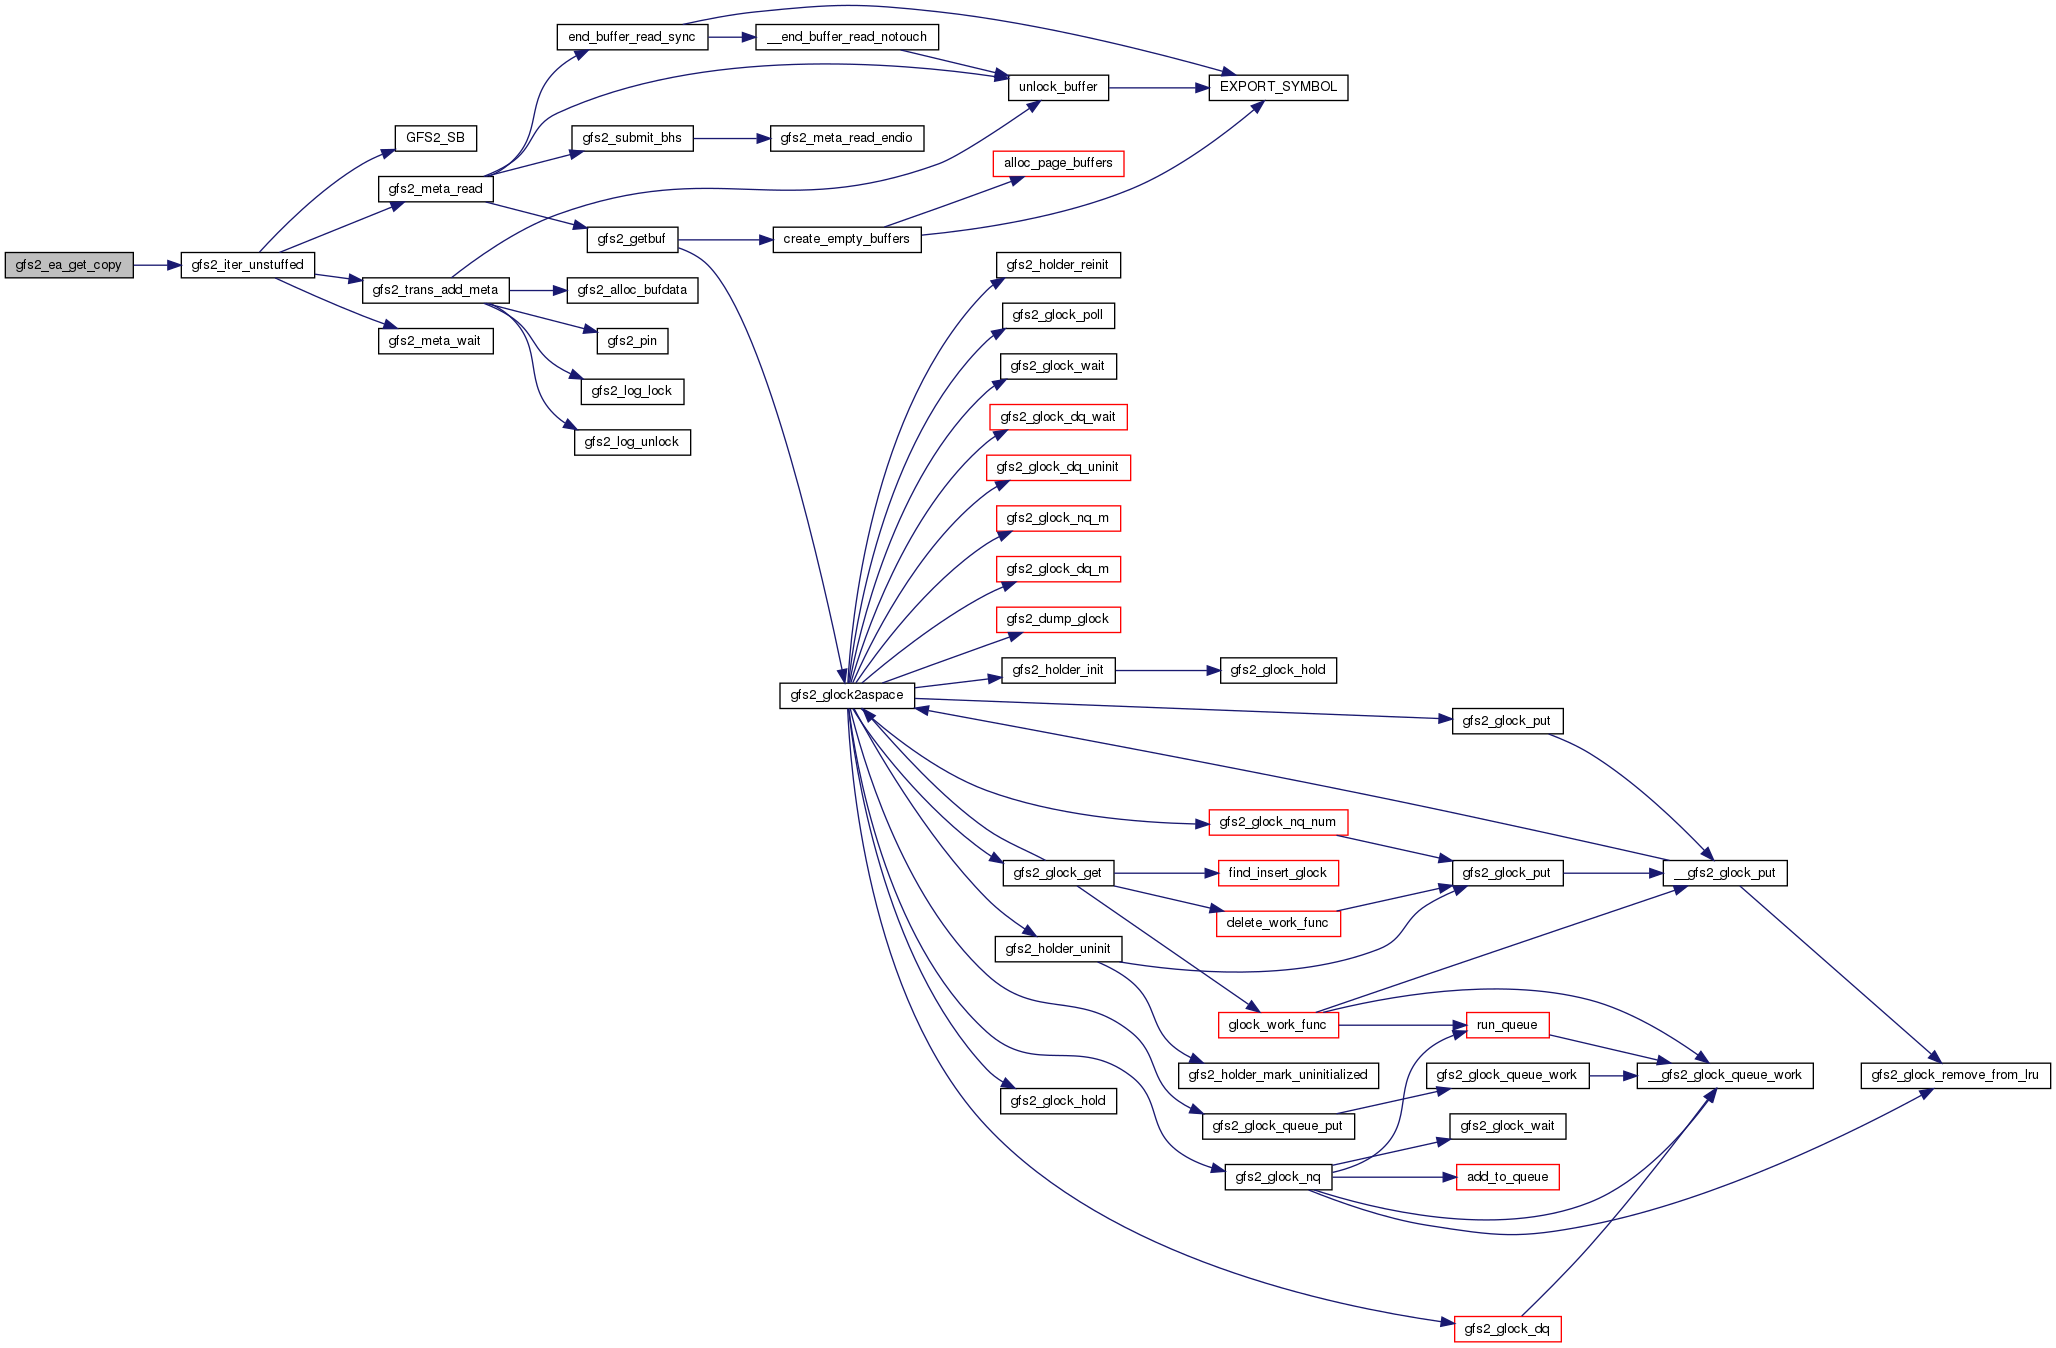 gfs2_ea_get_copy
gfs2_iter_unstuffed
GFS2_SB
gfs2_meta_read
gfs2_trans_add_meta
gfs2_meta_wait
end_buffer_read_sync
__end_buffer_read_notouch
unlock_buffer
EXPORT_SYMBOL
gfs2_submit_bhs
gfs2_meta_read_endio
alloc_page_buffers
gfs2_getbuf
create_empty_buffers
gfs2_alloc_bufdata
gfs2_pin
gfs2_log_lock
gfs2_log_unlock
gfs2_holder_reinit
gfs2_glock_poll
gfs2_glock_wait
gfs2_glock_dq_wait
gfs2_glock_dq_uninit
gfs2_glock_nq_m
gfs2_glock_dq_m
gfs2_dump_glock
gfs2_holder_init
gfs2_glock_hold
gfs2_glock2aspace
gfs2_glock_put
gfs2_glock_nq_num
gfs2_glock_get
find_insert_glock
gfs2_glock_put
__gfs2_glock_put
delete_work_func
gfs2_holder_uninit
glock_work_func
run_queue
gfs2_holder_mark_uninitialized
gfs2_glock_queue_work
__gfs2_glock_queue_work
gfs2_glock_remove_from_lru
gfs2_glock_hold
gfs2_glock_queue_put
gfs2_glock_wait
gfs2_glock_nq
add_to_queue
gfs2_glock_dq